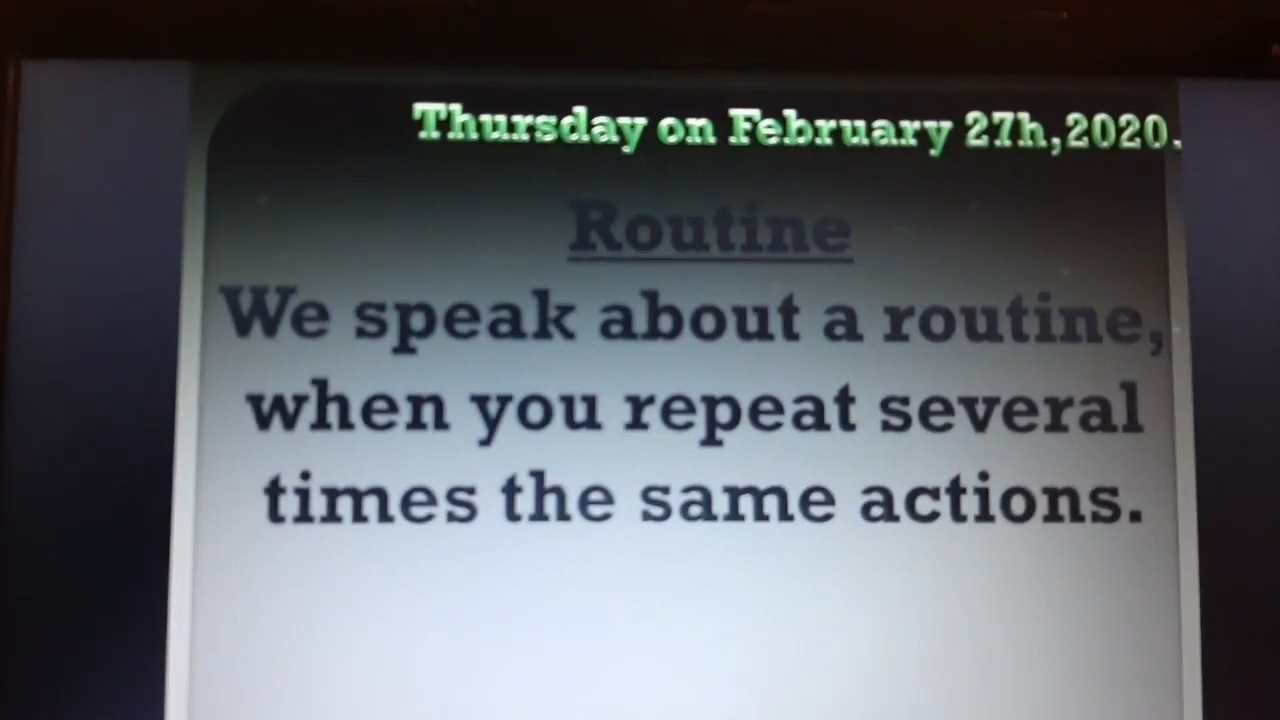 Thursday on February 27h,2020.
Routine
We speak about a routine,
when you repeat several
times the same actions.